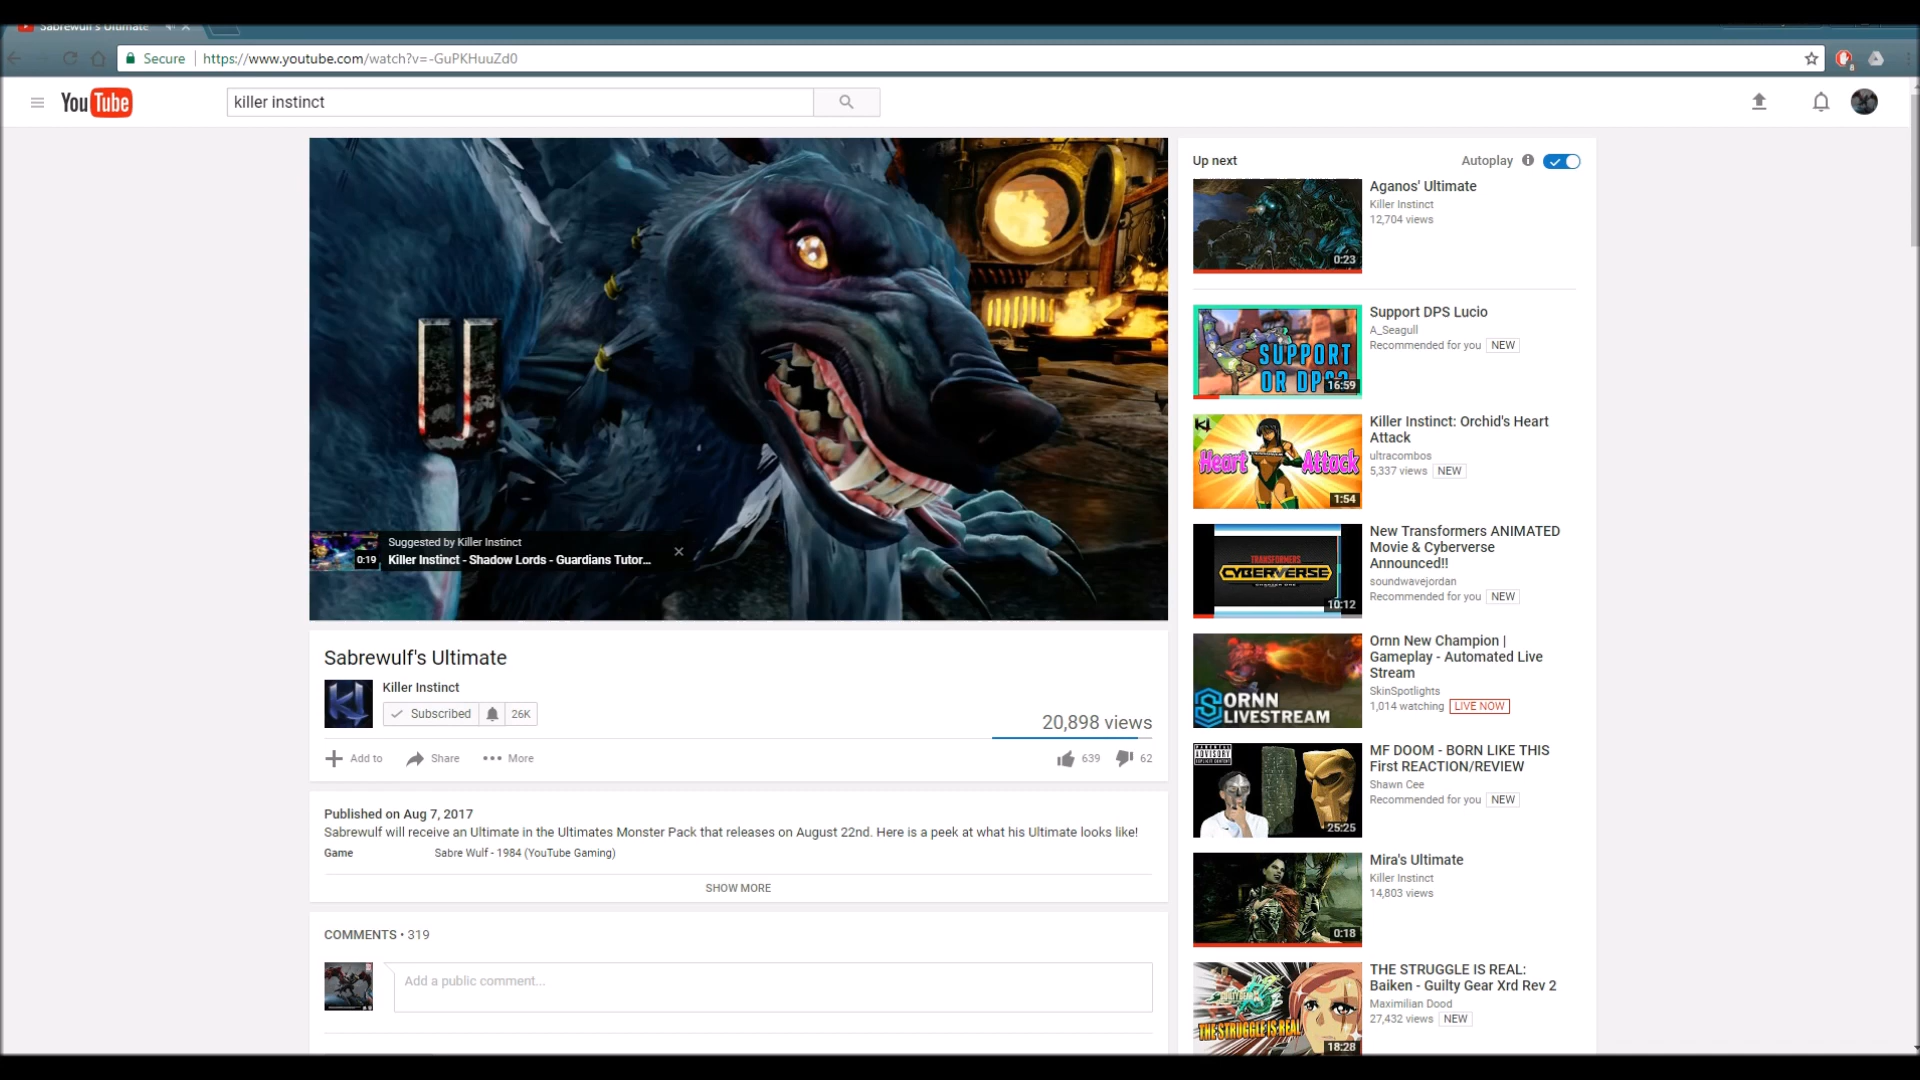 Sabrewulf's Ultimate
Secure
https://www.youtube.com/watch?v=-GuPKHuuZd0
YouTube
killer instinct
U
Suggested by Killer Instinct
0:19
Killer Instinct - Shadow Lords - Guardians Tutor...
Sabrewulf's Ultimate
Killer Instinct
Subscribed
26K
20,898 views
Add to
Share
More
639
62
Published on Aug 7, 2017
Sabrewulf will receive an Ultimate in the Ultimates Monster Pack that releases on August 22nd. Here is a peek at what his Ultimate looks like!
Game
Sabre Wulf - 1984 (YouTube Gaming)
SHOW MORE
COMMENTS • 319
Add a public comment...
Up next
Autoplay
Aganos' Ultimate
Killer Instinct
12,704 views
0:23
Support DPS Lucio
A_Seagull
Recommended for you NEW
SUPPORT
OR DPS?
16:59
Killer Instinct: Orchid's Heart
Attack
ultracombos
5,337 views NEW
Heart Attack
1:54
New Transformers ANIMATED
Movie & Cyberverse
Announced!!
soundwavejordan
Recommended for you NEW
TRANSFORMERS
CYBERVERSE
10:12
Ornn New Champion |
Gameplay - Automated Live
Stream
SkinSpotlights
1,014 watching LIVE NOW
ORNN
LIVESTREAM
MF DOOM - BORN LIKE THIS
First REACTION/REVIEW
Shawn Cee
Recommended for you NEW
PARENTAL
ADVISORY
25:25
Mira's Ultimate
Killer Instinct
14,803 views
0:18
THE STRUGGLE IS REAL:
Baiken - Guilty Gear Xrd Rev 2
Maximilian Dood
27,432 views NEW
THE STRUGGLE IS REAL
18:28